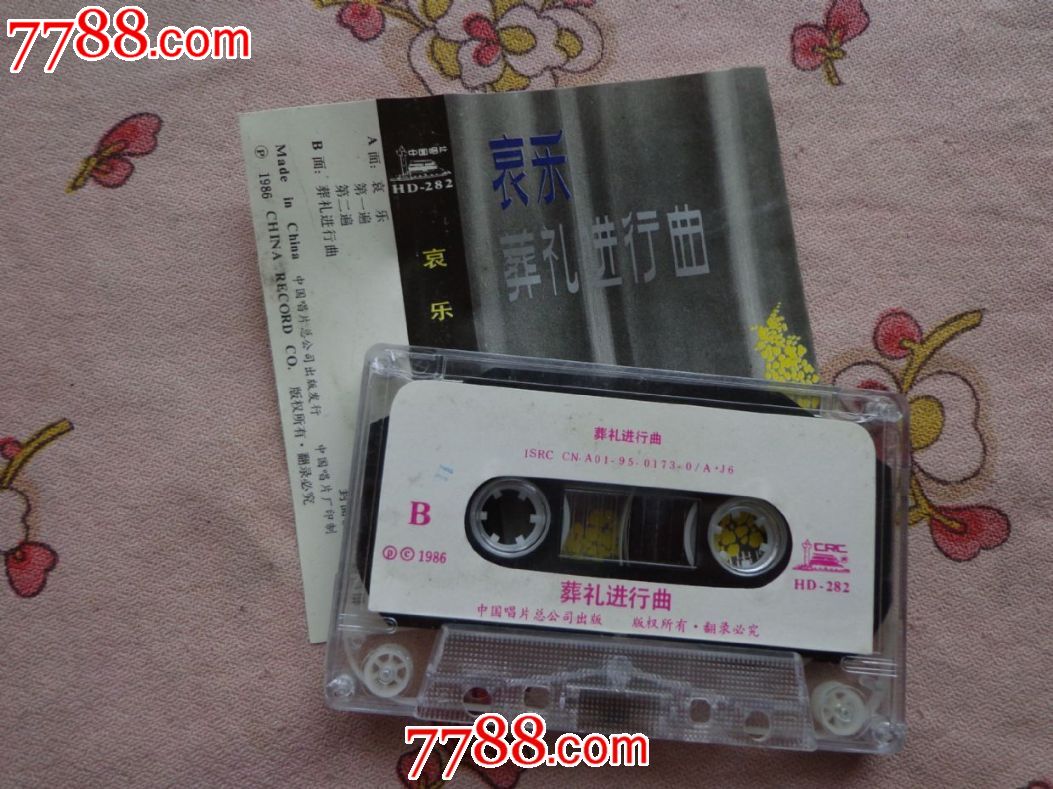 7788.com
哀乐
葬礼进行曲
中国唱片
HD-282
哀乐
A面：哀 乐
第一遍
第二遍
B面：葬礼进行曲
Made in China 中国唱片总公司出版发行 中国唱片厂印制
℗ 1986 CHINA RECORD CO. 版权所有·翻录必究
葬礼进行曲
ISRC CN-A01-95-0173-0/A·J6
B
℗ © 1986
CRC
HD-282
葬礼进行曲
中国唱片总公司出版 版权所有·翻录必究
7788.com